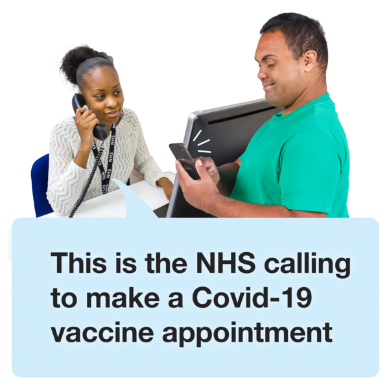 This is the NHS calling
to make a Covid-19
vaccine appointment